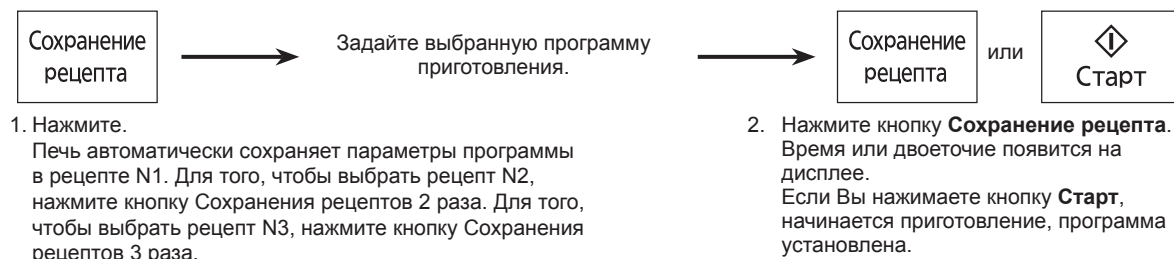 Сохранение
рецепта
Задайте выбранную программу
приготовления.
Сохранение
рецепта
или
Старт
1. Нажмите.
Печь автоматически сохраняет параметры программы
в рецепте N1. Для того, чтобы выбрать рецепт N2,
нажмите кнопку Сохранения рецептов 2 раза. Для того,
чтобы выбрать рецепт N3, нажмите кнопку Сохранения
рецептов 3 раза.
2. Нажмите кнопку Сохранение рецепта.
Время или двоеточие появится на
дисплее.
Если Вы нажимаете кнопку Старт,
начинается приготовление, программа
установлена.